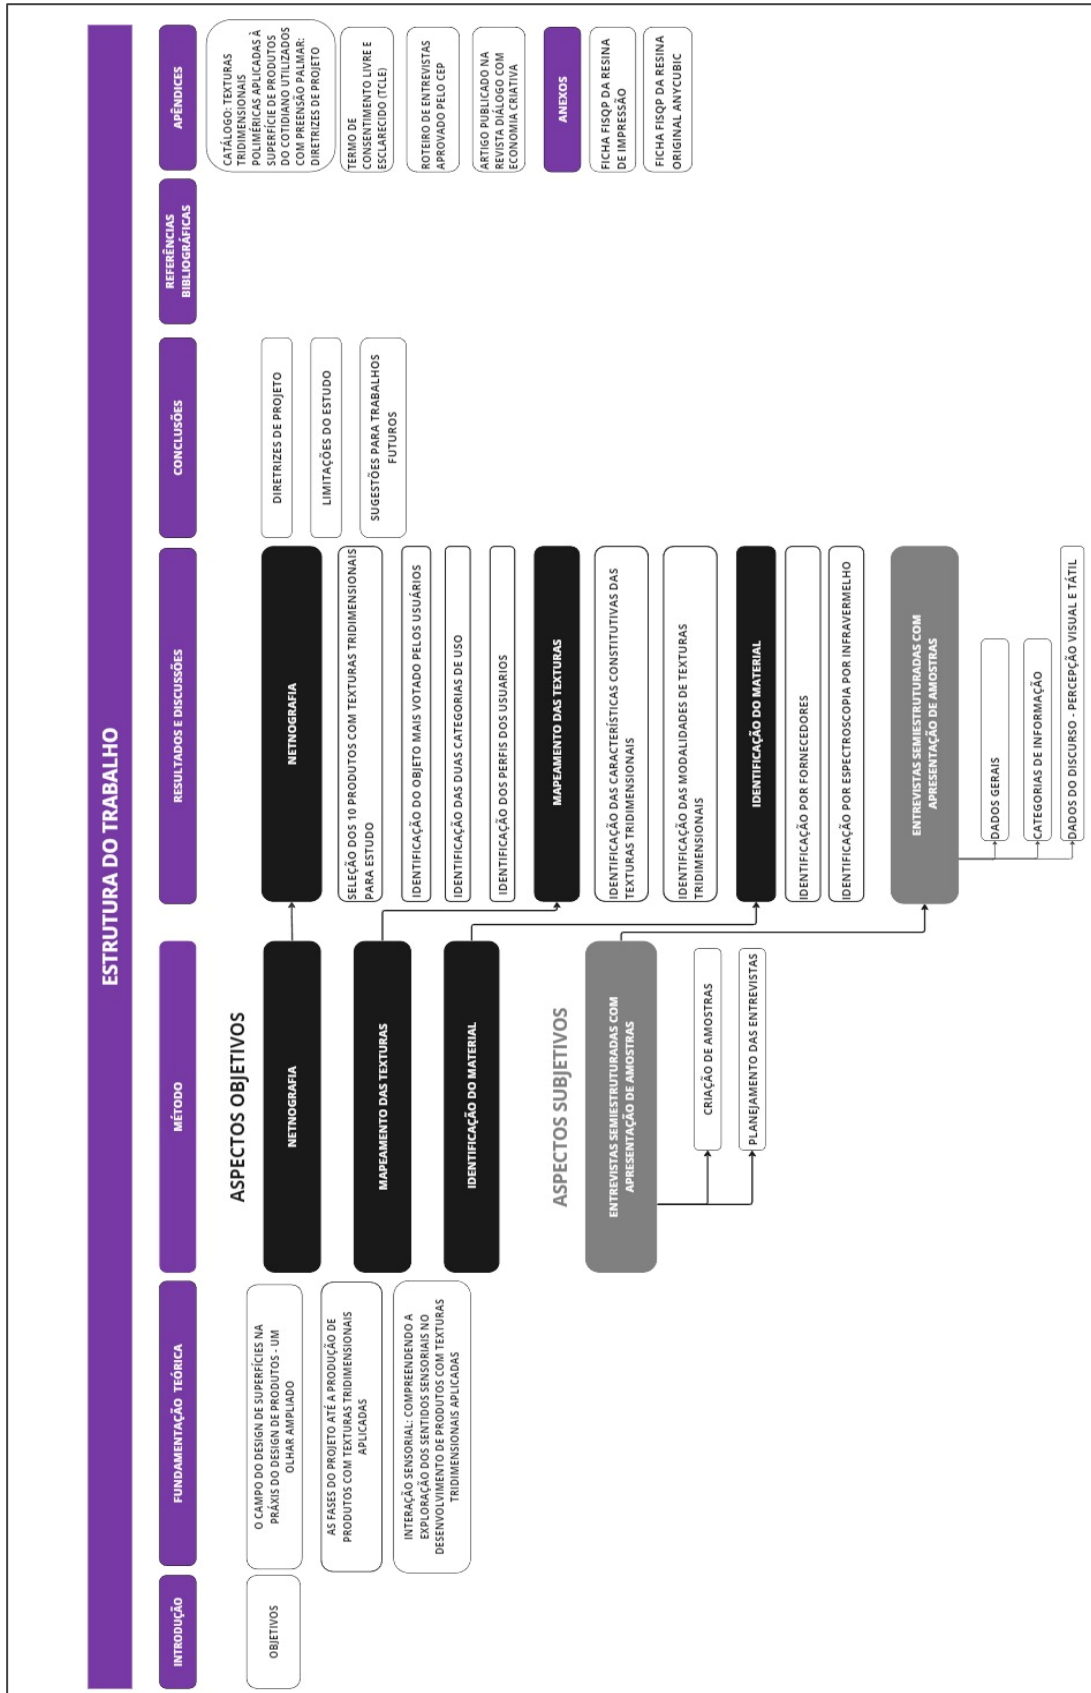 ESTRUTURA DO TRABALHO
INTRODUÇÃO
OBJETIVOS
FUNDAMENTAÇÃO TEÓRICA
O CAMPO DO DESIGN DE SUPERFÍCIES NA
PRÁXIS DO DESIGN DE PRODUTOS - UM
OLHAR AMPLIADO
AS FASES DO PROJETO ATÉ A PRODUÇÃO DE
PRODUTOS COM TEXTURAS TRIDIMENSIONAIS
APLICADAS
INTERAÇÃO SENSORIAL: COMPREENDENDO A
EXPLORAÇÃO DOS SENTIDOS SENSORIAIS NO
DESENVOLVIMENTO DE PRODUTOS COM TEXTURAS
TRIDIMENSIONAIS APLICADAS
MÉTODO
ASPECTOS OBJETIVOS
NETNOGRAFIA
MAPEAMENTO DAS TEXTURAS
IDENTIFICAÇÃO DO MATERIAL
ASPECTOS SUBJETIVOS
ENTREVISTAS SEMIESTRUTURADAS COM
APRESENTAÇÃO DE AMOSTRAS
CRIAÇÃO DE AMOSTRAS
PLANEJAMENTO DAS ENTREVISTAS
RESULTADOS E DISCUSSÕES
NETNOGRAFIA
SELEÇÃO DOS 10 PRODUTOS COM TEXTURAS TRIDIMENSIONAIS
PARA ESTUDO
IDENTIFICAÇÃO DO OBJETO MAIS VOTADO PELOS USUÁRIOS
IDENTIFICAÇÃO DAS DUAS CATEGORIAS DE USO
IDENTIFICAÇÃO DOS PERFIS DOS USUARIOS
MAPEAMENTO DAS TEXTURAS
IDENTIFICAÇÃO DAS CARACTERÍSTICAS CONSTITUTIVAS DAS
TEXTURAS TRIDIMENSIONAIS
IDENTIFICAÇÃO DAS MODALIDADES DE TEXTURAS
TRIDIMENSIONAIS
IDENTIFICAÇÃO DO MATERIAL
IDENTIFICAÇÃO POR FORNECEDORES
IDENTIFICAÇÃO POR ESPECTROSCOPIA POR INFRAVERMELHO
ENTREVISTAS SEMIESTRUTURADAS COM
APRESENTAÇÃO DE AMOSTRAS
DADOS GERAIS
CATEGORIAS DE INFORMAÇÃO
DADOS DO DISCURSO - PERCEPÇÃO VISUAL E TÁTIL
CONCLUSÕES
DIRETRIZES DE PROJETO
LIMITAÇÕES DO ESTUDO
SUGESTÕES PARA TRABALHOS
FUTUROS
REFERÊNCIAS
BIBLIOGRÁFICAS
APÊNDICES
CATÁLOGO: TEXTURAS
TRIDIMENSIONAIS
POLIMÉRICAS APLICADAS À
SUPERFÍCIE DE PRODUTOS
DO COTIDIANO UTILIZADOS
COM PREENSÃO PALMAR:
DIRETRIZES DE PROJETO
TERMO DE
CONSENTIMENTO LIVRE E
ESCLARECIDO (TCLE)
ROTEIRO DE ENTREVISTAS
APROVADO PELO CEP
ARTIGO PUBLICADO NA
REVISTA DIÁLOGO COM
ECONOMIA CRIATIVA
ANEXOS
FICHA FISQP DA RESINA
DE IMPRESSÃO
FICHA FISQP DA RESINA
ORIGINAL ANYCUBIC